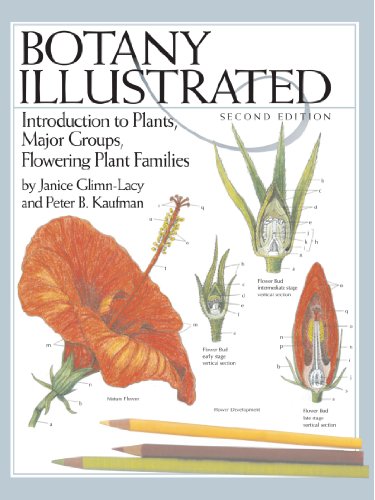 BOTANY
ILLUSTRATED
SECOND EDITION
Introduction to Plants,
Major Groups,
Flowering Plant Families
by Janice Glimn-Lacy
and Peter B. Kaufman
Flower Bud
intermediate stage
vertical section
Flower Bud
early stage
vertical section
Mature Flower
Flower Development
Flower Bud
late stage
vertical section